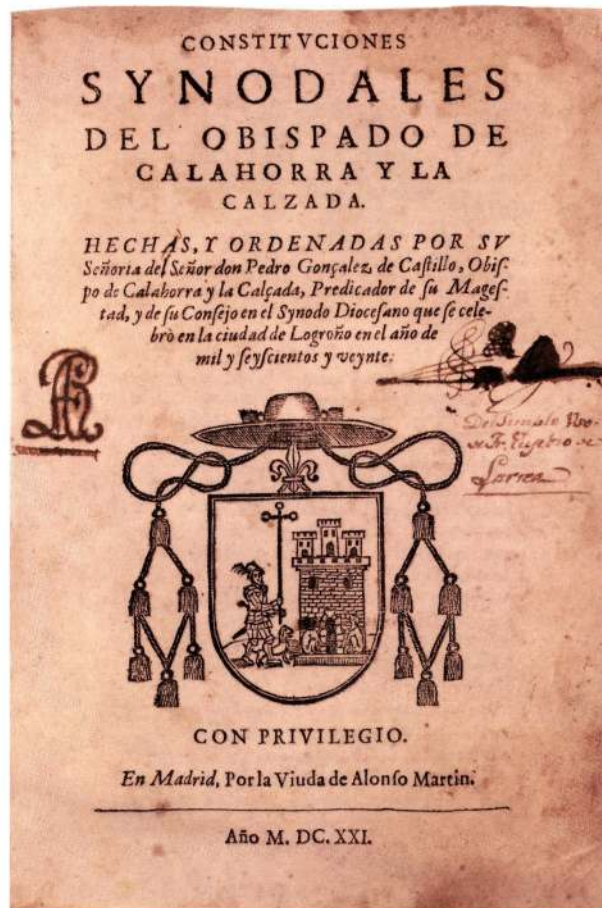 CONSTITVCIONES
SYNODALES
DEL OBISPADO DE
CALAHORRA Y LA
CALZADA.
HECHAS, Y ORDENADAS POR SV
Señoria del Señor don Pedro Gonçalez de Castillo, Obis-
po de Calahorra y la Calçada, Predicador de su Mages-
tad, y de su Consejo en el Synodo Diocesano que se cele-
brò en la ciudad de Logroño en el año de
mil y seyscientos y veynte.
Larrea
CON PRIVILEGIO.
En Madrid, Por la Viuda de Alonso Martin.
Año M. DC. XXI.